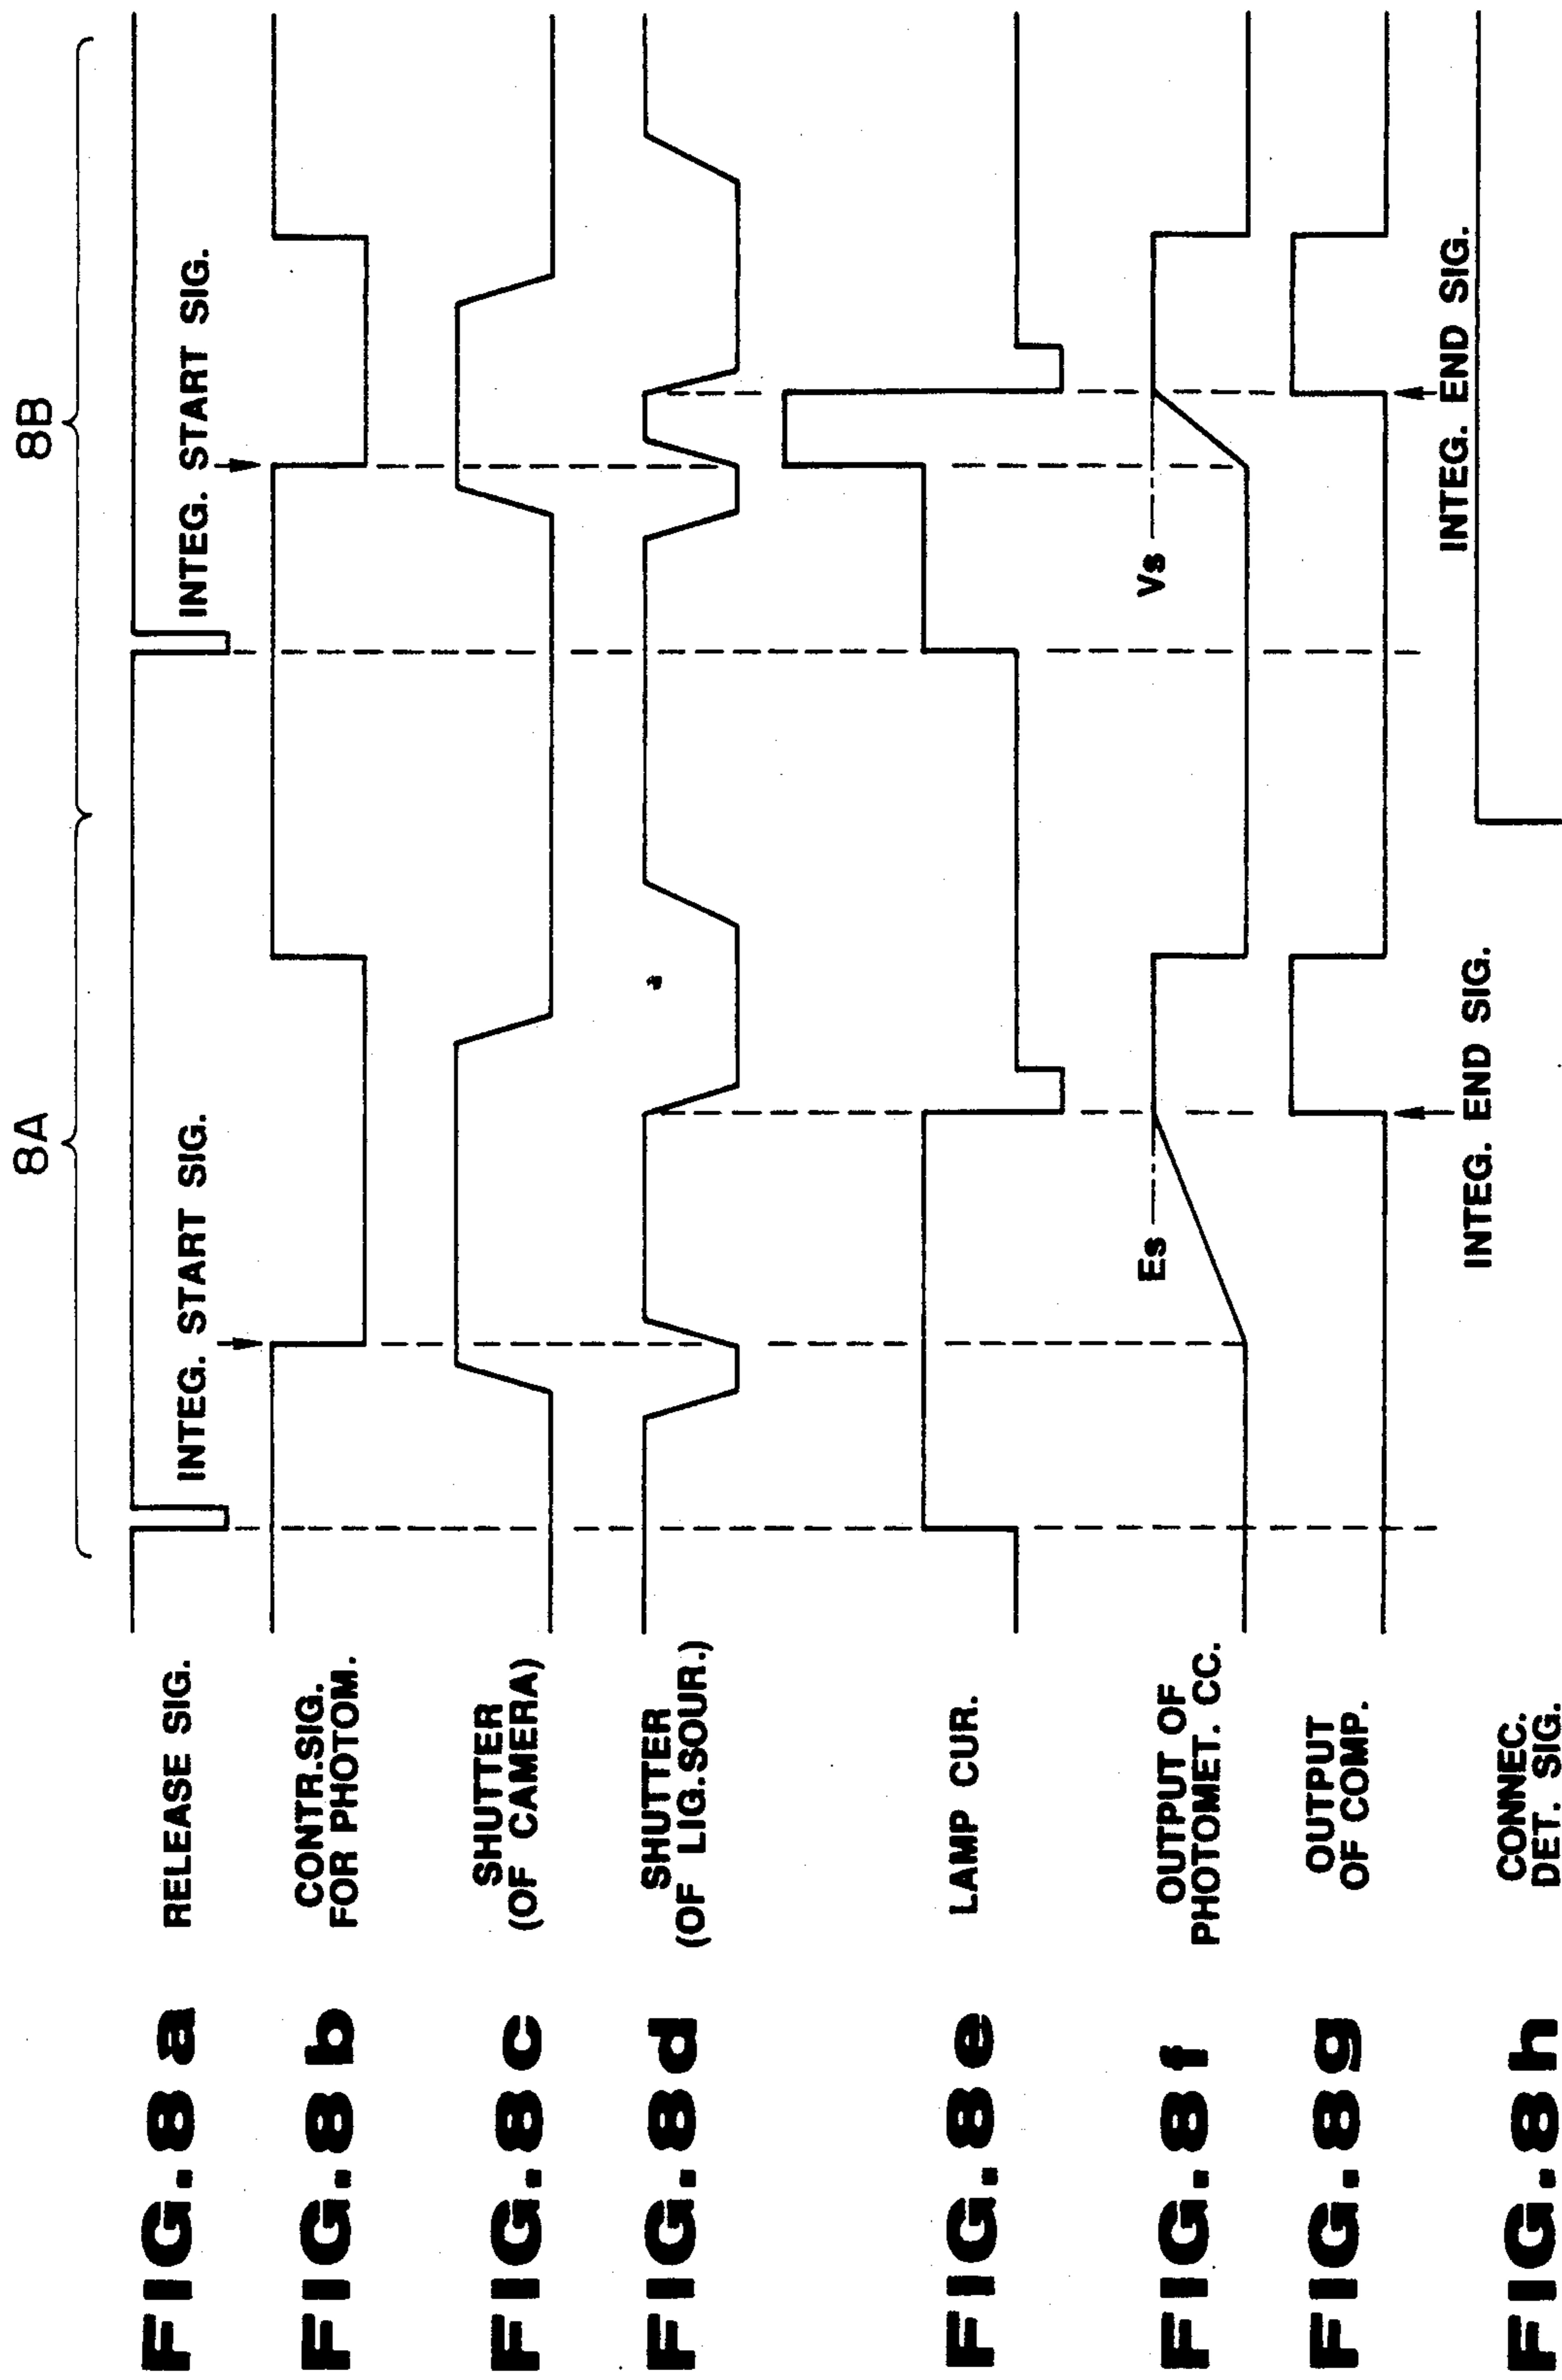 8A
8B
FIG.8a
RELEASE SIG.
INTEG. START SIG.
INTEG. START SIG.
FIG.8b
CONTR.SIG.
FOR PHOTOM.
FIG.8c
SHUTTER
(OF CAMERA)
FIG.8d
SHUTTER
(OF LIG.SOUR.)
FIG.8e
LAMP CUR.
FIG.8f
OUTPUT OF
PHOTOMET. CC.
Es
Vs
FIG.8g
OUTPUT
OF COMP.
INTEG. END SIG.
INTEG. END SIG.
FIG.8h
CONNEC.
DET. SIG.